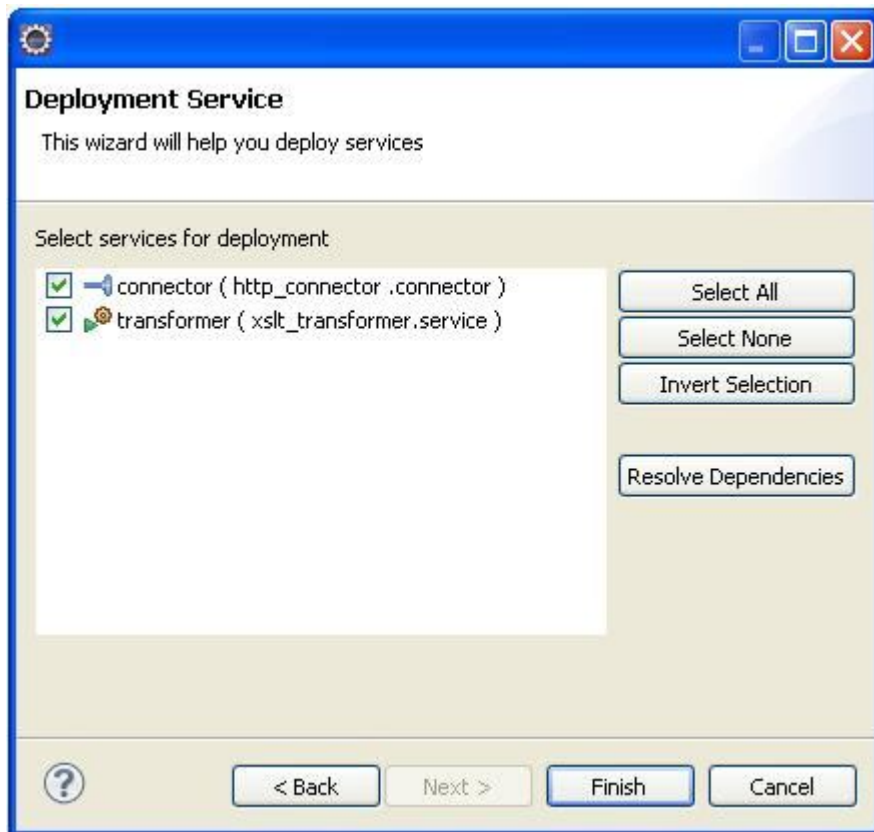 Deployment Service
This wizard will help you deploy services
Select services for deployment
connector ( http_connector .connector )
transformer ( xslt_transformer.service )
Select All
Select None
Invert Selection
Resolve Dependencies
?
< Back
Next >
Finish
Cancel